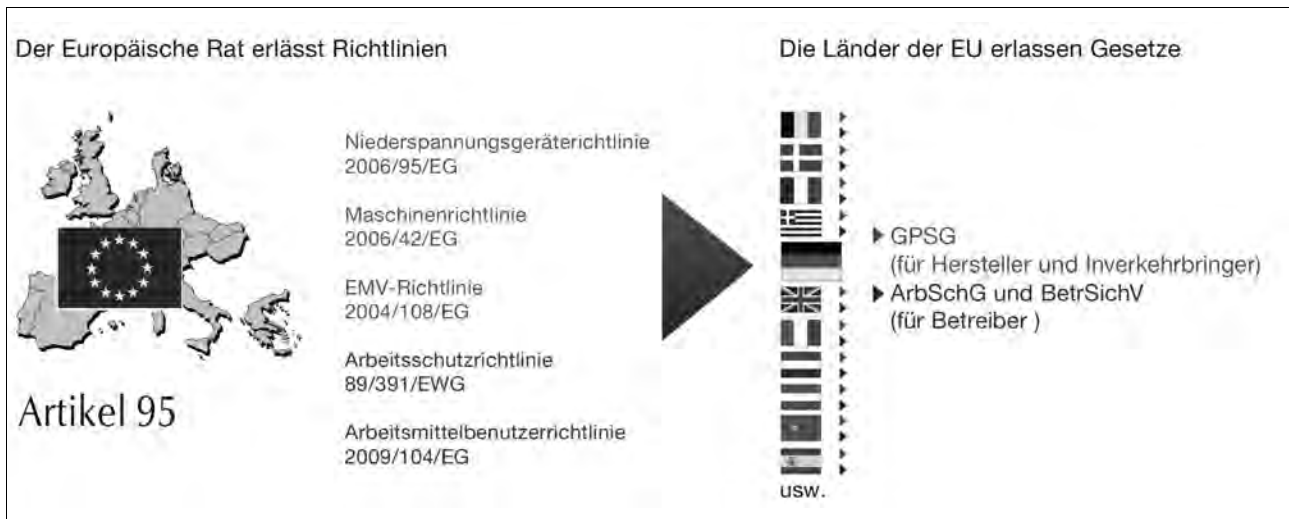 Der Europäische Rat erlässt Richtlinien
Niederspannungsgeräterichtlinie
2006/95/EG
Maschinenrichtlinie
2006/42/EG
EMV-Richtlinie
2004/108/EG
Arbeitsschutzrichtlinie
89/391/EWG
Arbeitsmittelbenutzerrichtlinie
2009/104/EG
Artikel 95
Die Länder der EU erlassen Gesetze
GPSG
(für Hersteller und Inverkehrbringer)
ArbSchG und BetrSichV
(für Betreiber )
usw.